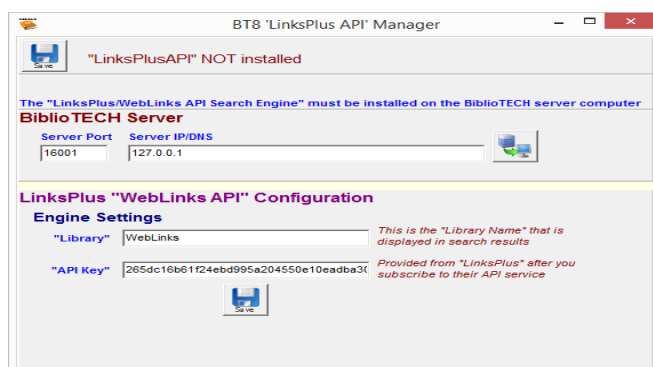 BT8 'LinksPlus API' Manager
Save
"LinksPlusAPI" NOT installed
The "LinksPlus/WebLinks API Search Engine" must be installed on the BiblioTECH server computer
BiblioTECH Server
Server Port Server IP/DNS
16001 127.0.0.1
LinksPlus "WebLinks API" Configuration
Engine Settings
"Library" WebLinks
This is the "Library Name" that is
displayed in search results
"API Key" 265dc16b61f24ebd995a204550e10eadba30
Provided from "LinksPlus" after you
subscribe to their API service
Save